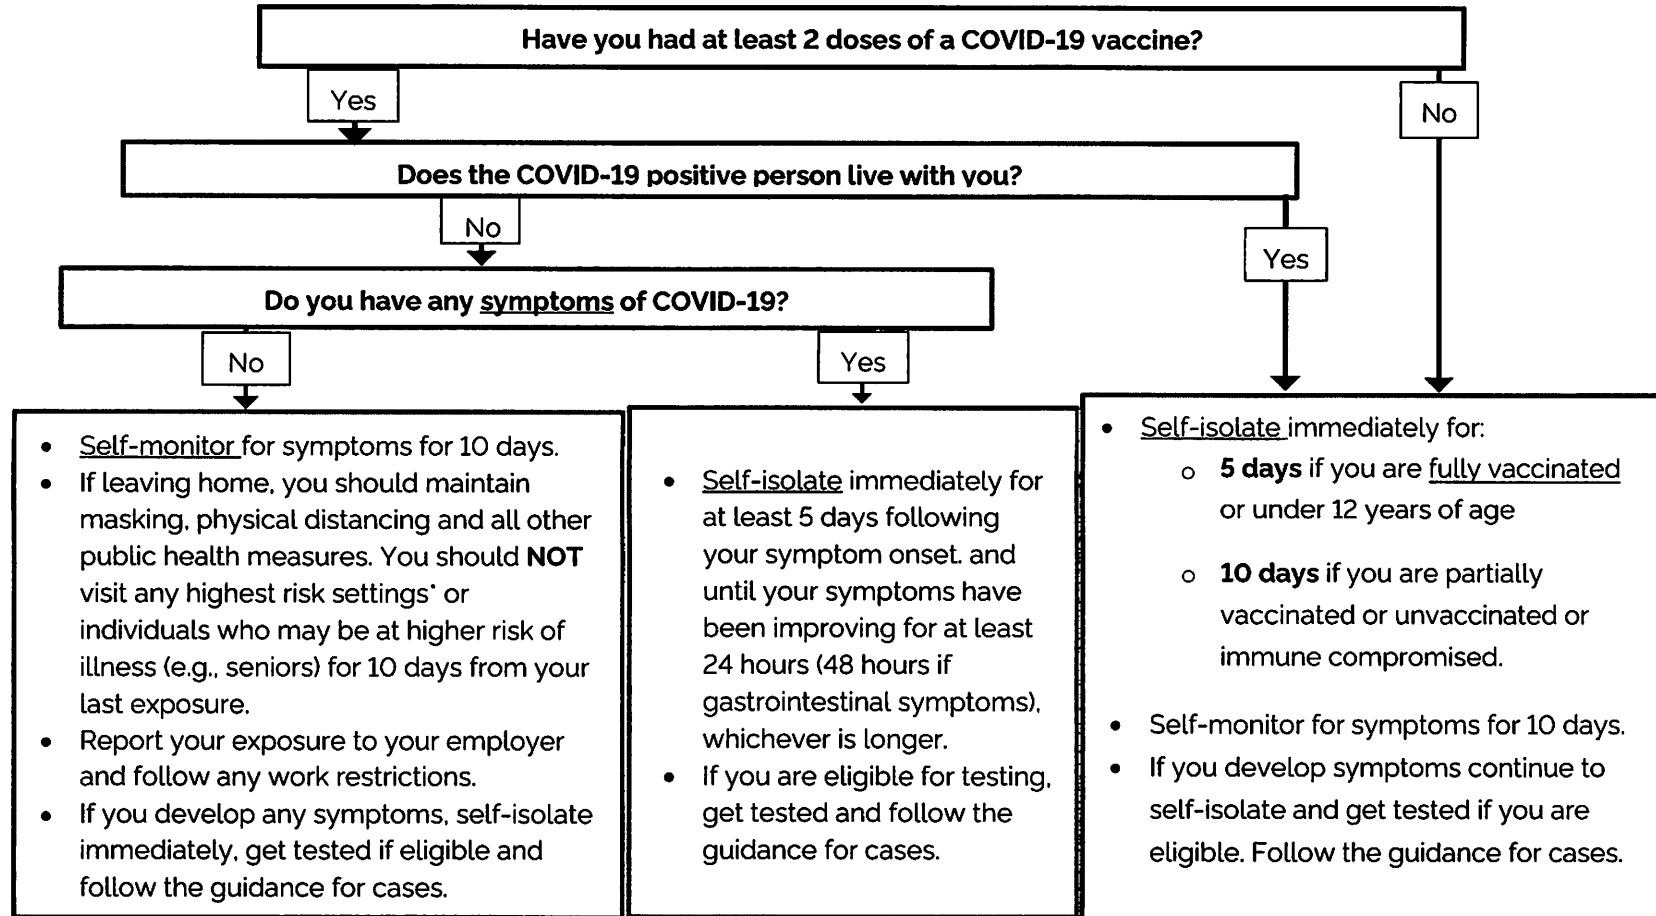 Have you had at least 2 doses of a COVID-19 vaccine?
Yes
No
Does the COVID-19 positive person live with you?
No
Yes
Do you have any symptoms of COVID-19?
No
Yes
• Self-monitor for symptoms for 10 days.
• If leaving home, you should maintain
masking, physical distancing and all other
public health measures. You should NOT
visit any highest risk settings* or
individuals who may be at higher risk of
illness (e.g., seniors) for 10 days from your
last exposure.
• Report your exposure to your employer
and follow any work restrictions.
• If you develop any symptoms, self-isolate
immediately, get tested if eligible and
follow the guidance for cases.
• Self-isolate immediately for
at least 5 days following
your symptom onset. and
until your symptoms have
been improving for at least
24 hours (48 hours if
gastrointestinal symptoms),
whichever is longer.
• If you are eligible for testing,
get tested and follow the
guidance for cases.
• Self-isolate immediately for:
o 5 days if you are fully vaccinated
or under 12 years of age
o 10 days if you are partially
vaccinated or unvaccinated or
immune compromised.
• Self-monitor for symptoms for 10 days.
• If you develop symptoms continue to
self-isolate and get tested if you are
eligible. Follow the guidance for cases.